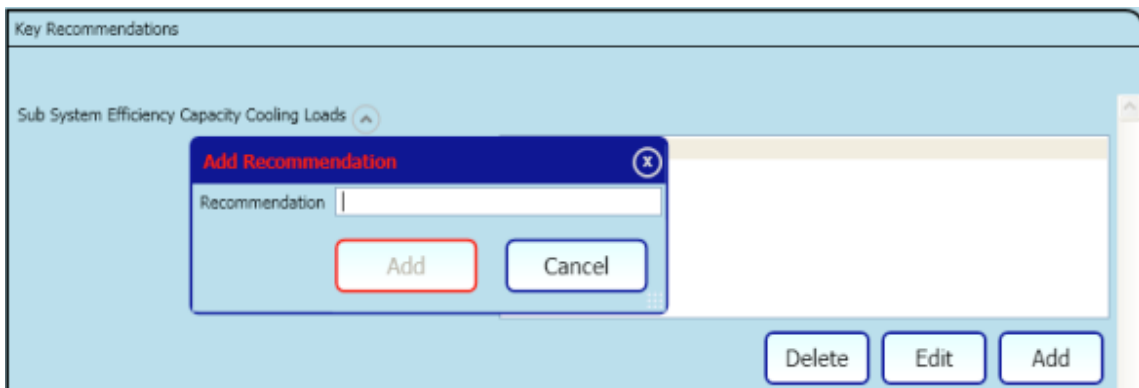 Key Recommendations
Sub System Efficiency Capacity Cooling Loads
Add Recommendation
Recommendation
Add Cancel
Delete Edit Add